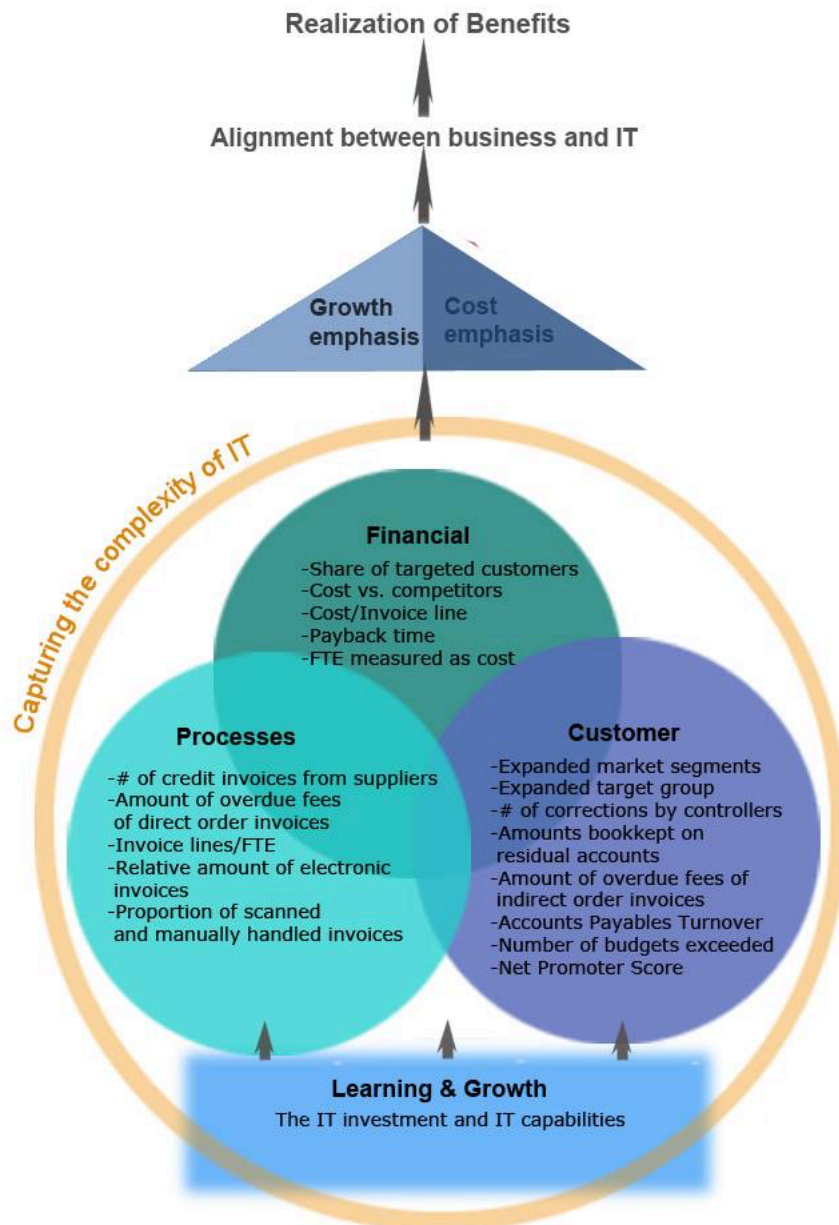 Realization of Benefits
Alignment between business and IT
Growth
emphasis
Cost
emphasis
Capturing the complexity of IT
Financial
-Share of targeted customers
-Cost vs. competitors
-Cost/Invoice line
-Payback time
-FTE measured as cost
Processes
-# of credit invoices from suppliers
-Amount of overdue fees
of direct order invoices
-Invoice lines/FTE
-Relative amount of electronic
invoices
-Proportion of scanned
and manually handled invoices
Customer
-Expanded market segments
-Expanded target group
-# of corrections by controllers
-Amounts bookkept on
residual accounts
-Amount of overdue fees of
indirect order invoices
-Accounts Payables Turnover
-Number of budgets exceeded
-Net Promoter Score
Learning & Growth
The IT investment and IT capabilities